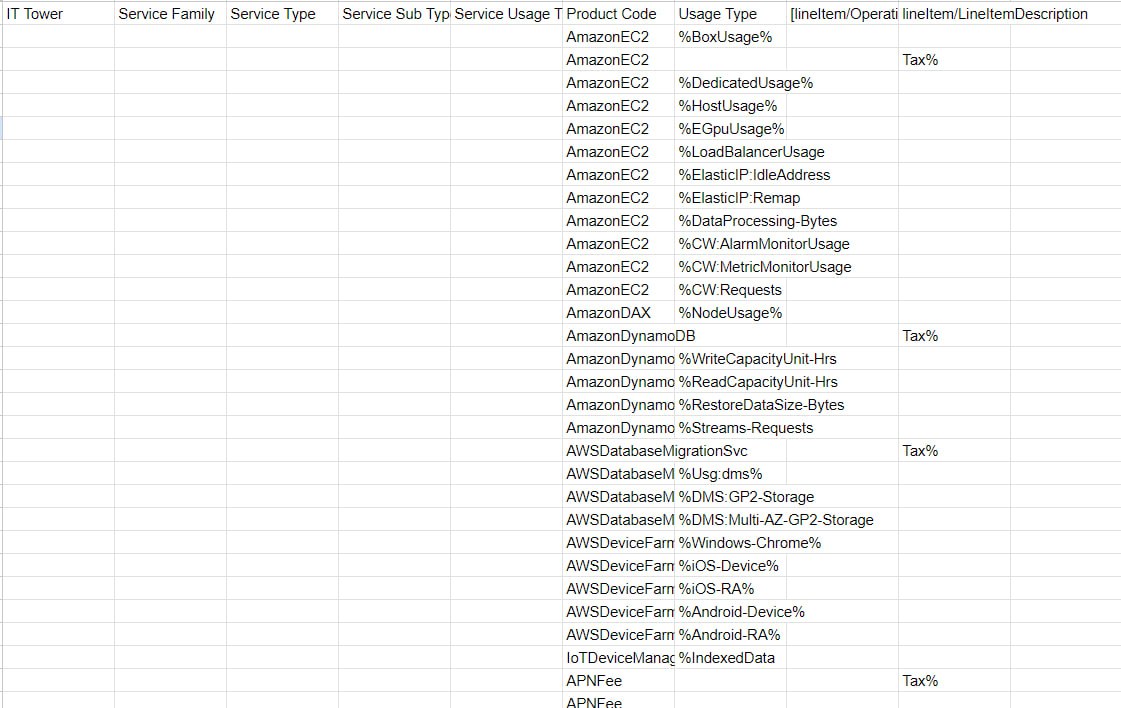 IT Tower Service Family Service Type Service Sub Typ Service Usage T Product Code Usage Type [lineItem/Operati lineItem/LineItemDescription
AmazonEC2 %BoxUsage%
AmazonEC2 Tax%
AmazonEC2 %DedicatedUsage%
AmazonEC2 %HostUsage%
AmazonEC2 %EGpuUsage%
AmazonEC2 %LoadBalancerUsage
AmazonEC2 %ElasticIP:IdleAddress
AmazonEC2 %ElasticIP:Remap
AmazonEC2 %DataProcessing-Bytes
AmazonEC2 %CW:AlarmMonitorUsage
AmazonEC2 %CW:MetricMonitorUsage
AmazonEC2 %CW:Requests
AmazonDAX %NodeUsage%
AmazonDynamoDB Tax%
AmazonDynamo %WriteCapacityUnit-Hrs
AmazonDynamo %ReadCapacityUnit-Hrs
AmazonDynamo %RestoreDataSize-Bytes
AmazonDynamo %Streams-Requests
AWSDatabaseMigrationSvc Tax%
AWSDatabaseM %Usg:dms%
AWSDatabaseM %DMS:GP2-Storage
AWSDatabaseM %DMS:Multi-AZ-GP2-Storage
AWSDeviceFarm %Windows-Chrome%
AWSDeviceFarm %iOS-Device%
AWSDeviceFarm %iOS-RA%
AWSDeviceFarm %Android-Device%
AWSDeviceFarm %Android-RA%
IoTDeviceManag %IndexedData
APNFee Tax%
APNFee